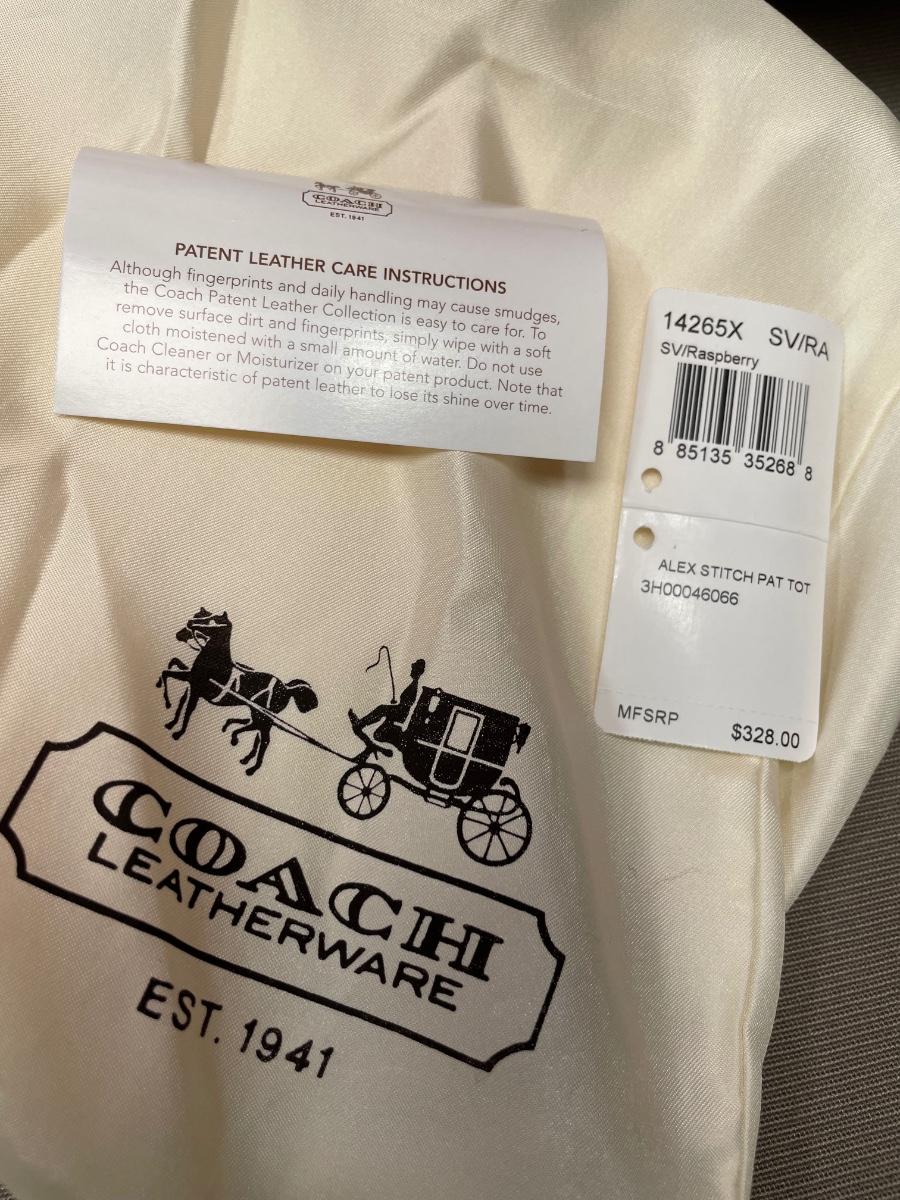 COACH
LEATHERWARE
EST. 1941
PATENT LEATHER CARE INSTRUCTIONS
Although fingerprints and daily handling may cause smudges,
the Coach Patent Leather Collection is easy to care for. To
remove surface dirt and fingerprints, simply wipe with a soft
cloth moistened with a small amount of water. Do not use
Coach Cleaner or Moisturizer on your patent product. Note that
it is characteristic of patent leather to lose its shine over time.
14265X SV/RA
SV/Raspberry
8 85135 35268 8
ALEX STITCH PAT TOT
3H00046066
MFSRP $328.00
COACH
LEATHERWARE
EST. 1941